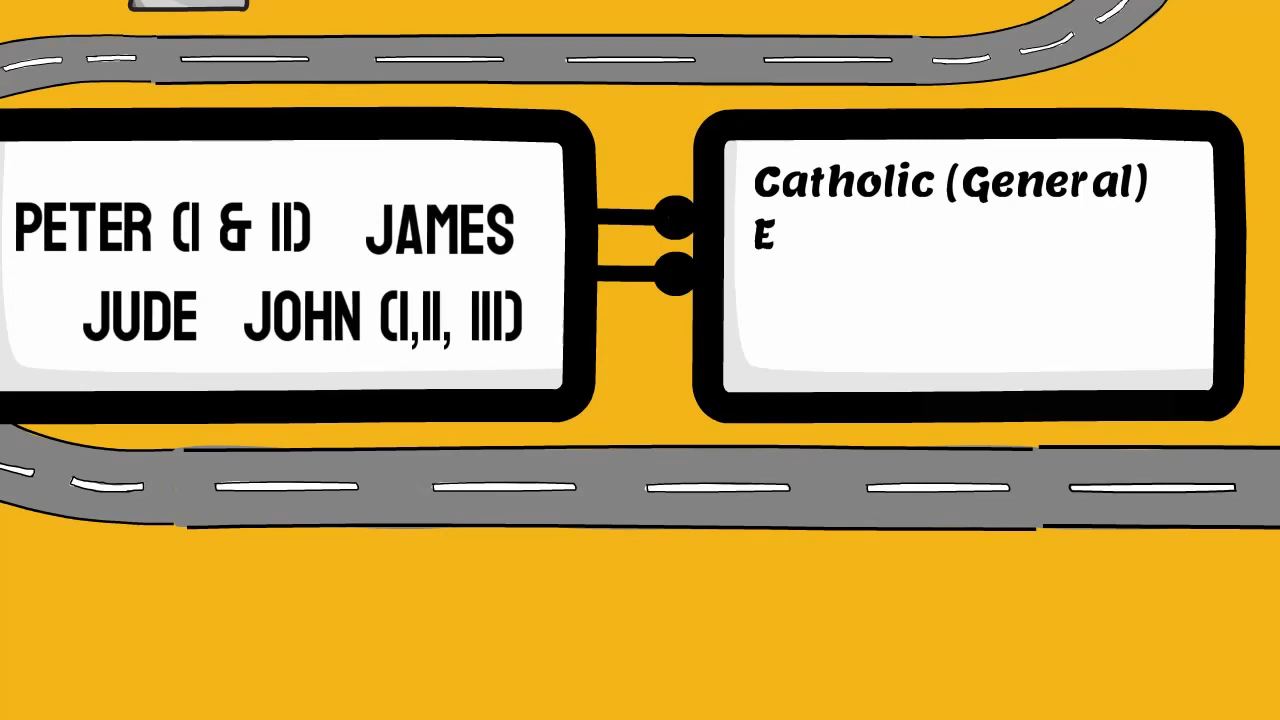 PETER (I & II) JAMES
JUDE JOHN (I,II, III)
Catholic (General)
E